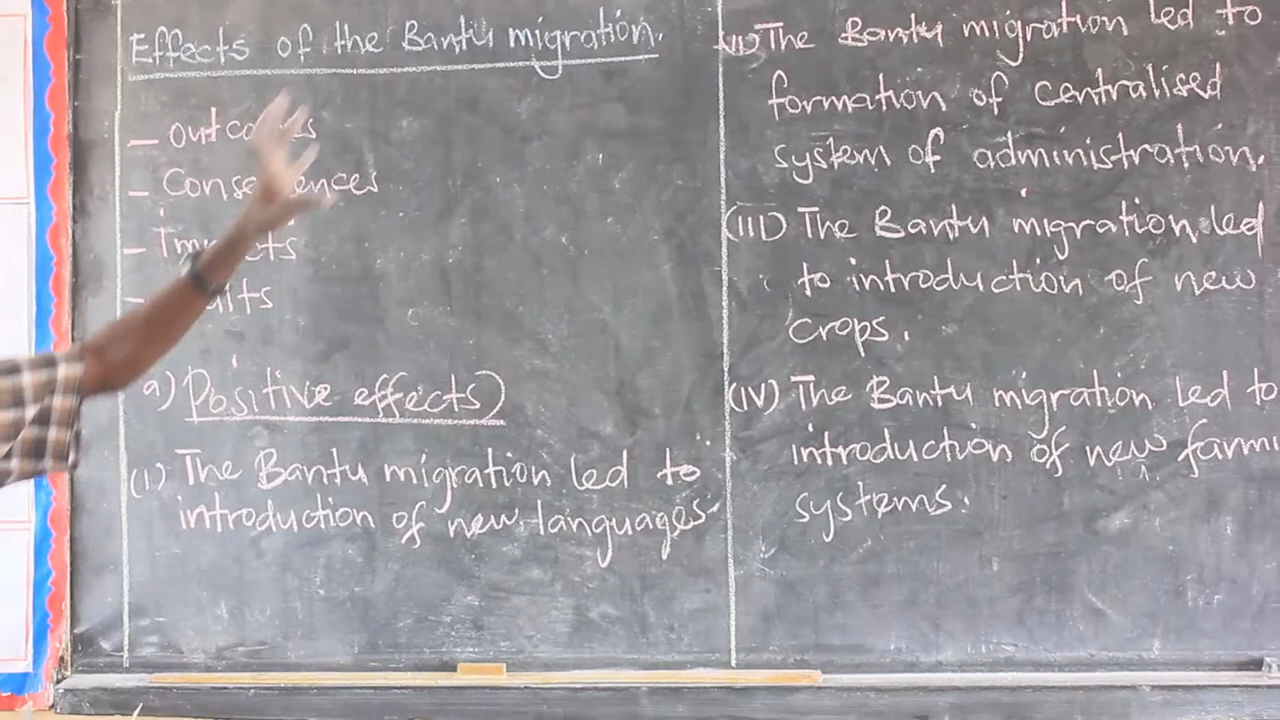 Effects of the Bantu migration.
- outcomes
- Consequences
- Impacts
-
a) Positive effects)
(I) The Bantu migration led to
introduction of new languages.
(II) The Bantu migration led to
formation of centralised
system of administration.
(III) The Bantu migration led
to introduction of new
crops.
(IV) The Bantu migration led to
introduction of new farmi
systems.